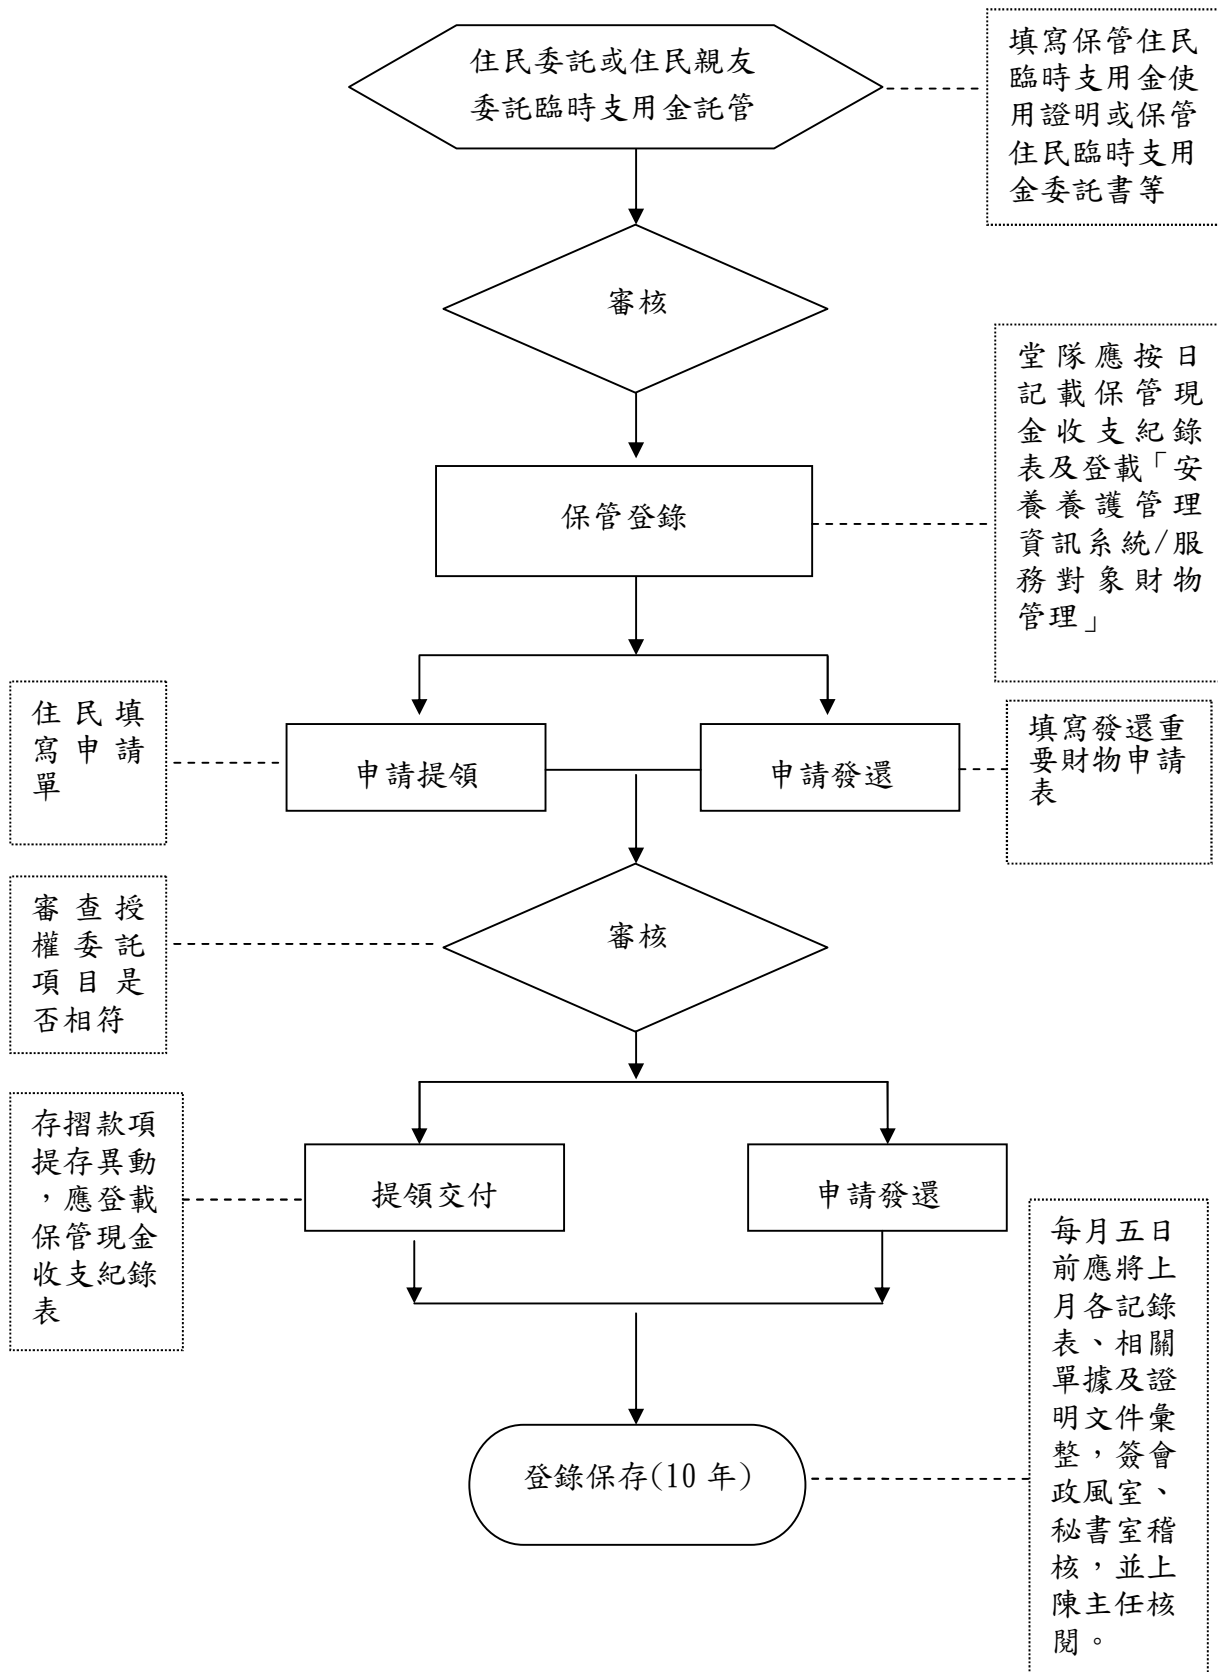 住民委託或住民親友
委託臨時支用金託管
填寫保管住民
臨時支用金使
用證明或保管
住民臨時支用
金委託書等
審核
堂隊應按日
記載保管現
金收支紀錄
表及登載「安
養養護管理
資訊系統/服
務對象財物
管理」
保管登錄
住民填
寫申請
單
申請提領
申請發還
填寫發還重
要財物申請
表
審查授
權委託
項目是
否相符
審核
存摺款項
提存異動
，應登載
保管現金
收支紀錄
表
提領交付
申請發還
每月五日
前應將上
月各記錄
表、相關
單據及證
明文件彙
整，簽會
政風室、
秘書室稽
核，並上
陳主任核
閱。
登錄保存(10 年)